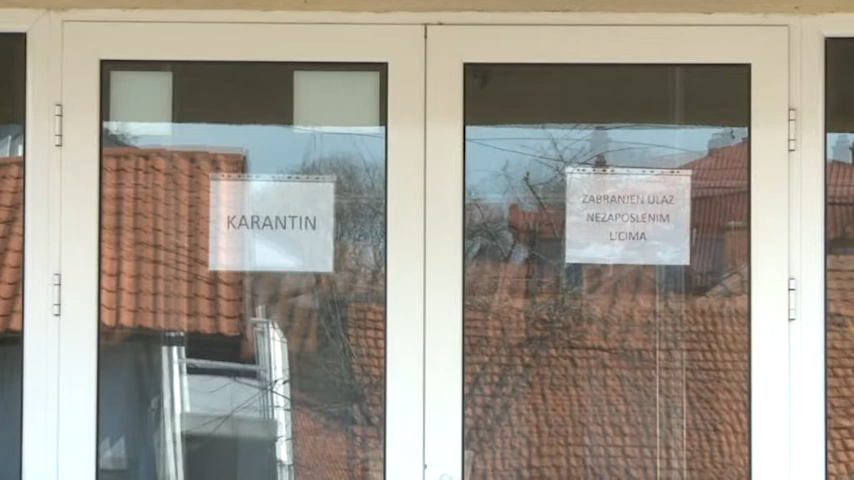 KARANTIN
ZABRANJEN ULAZ
NEZAPOSLENIM
LICIMA